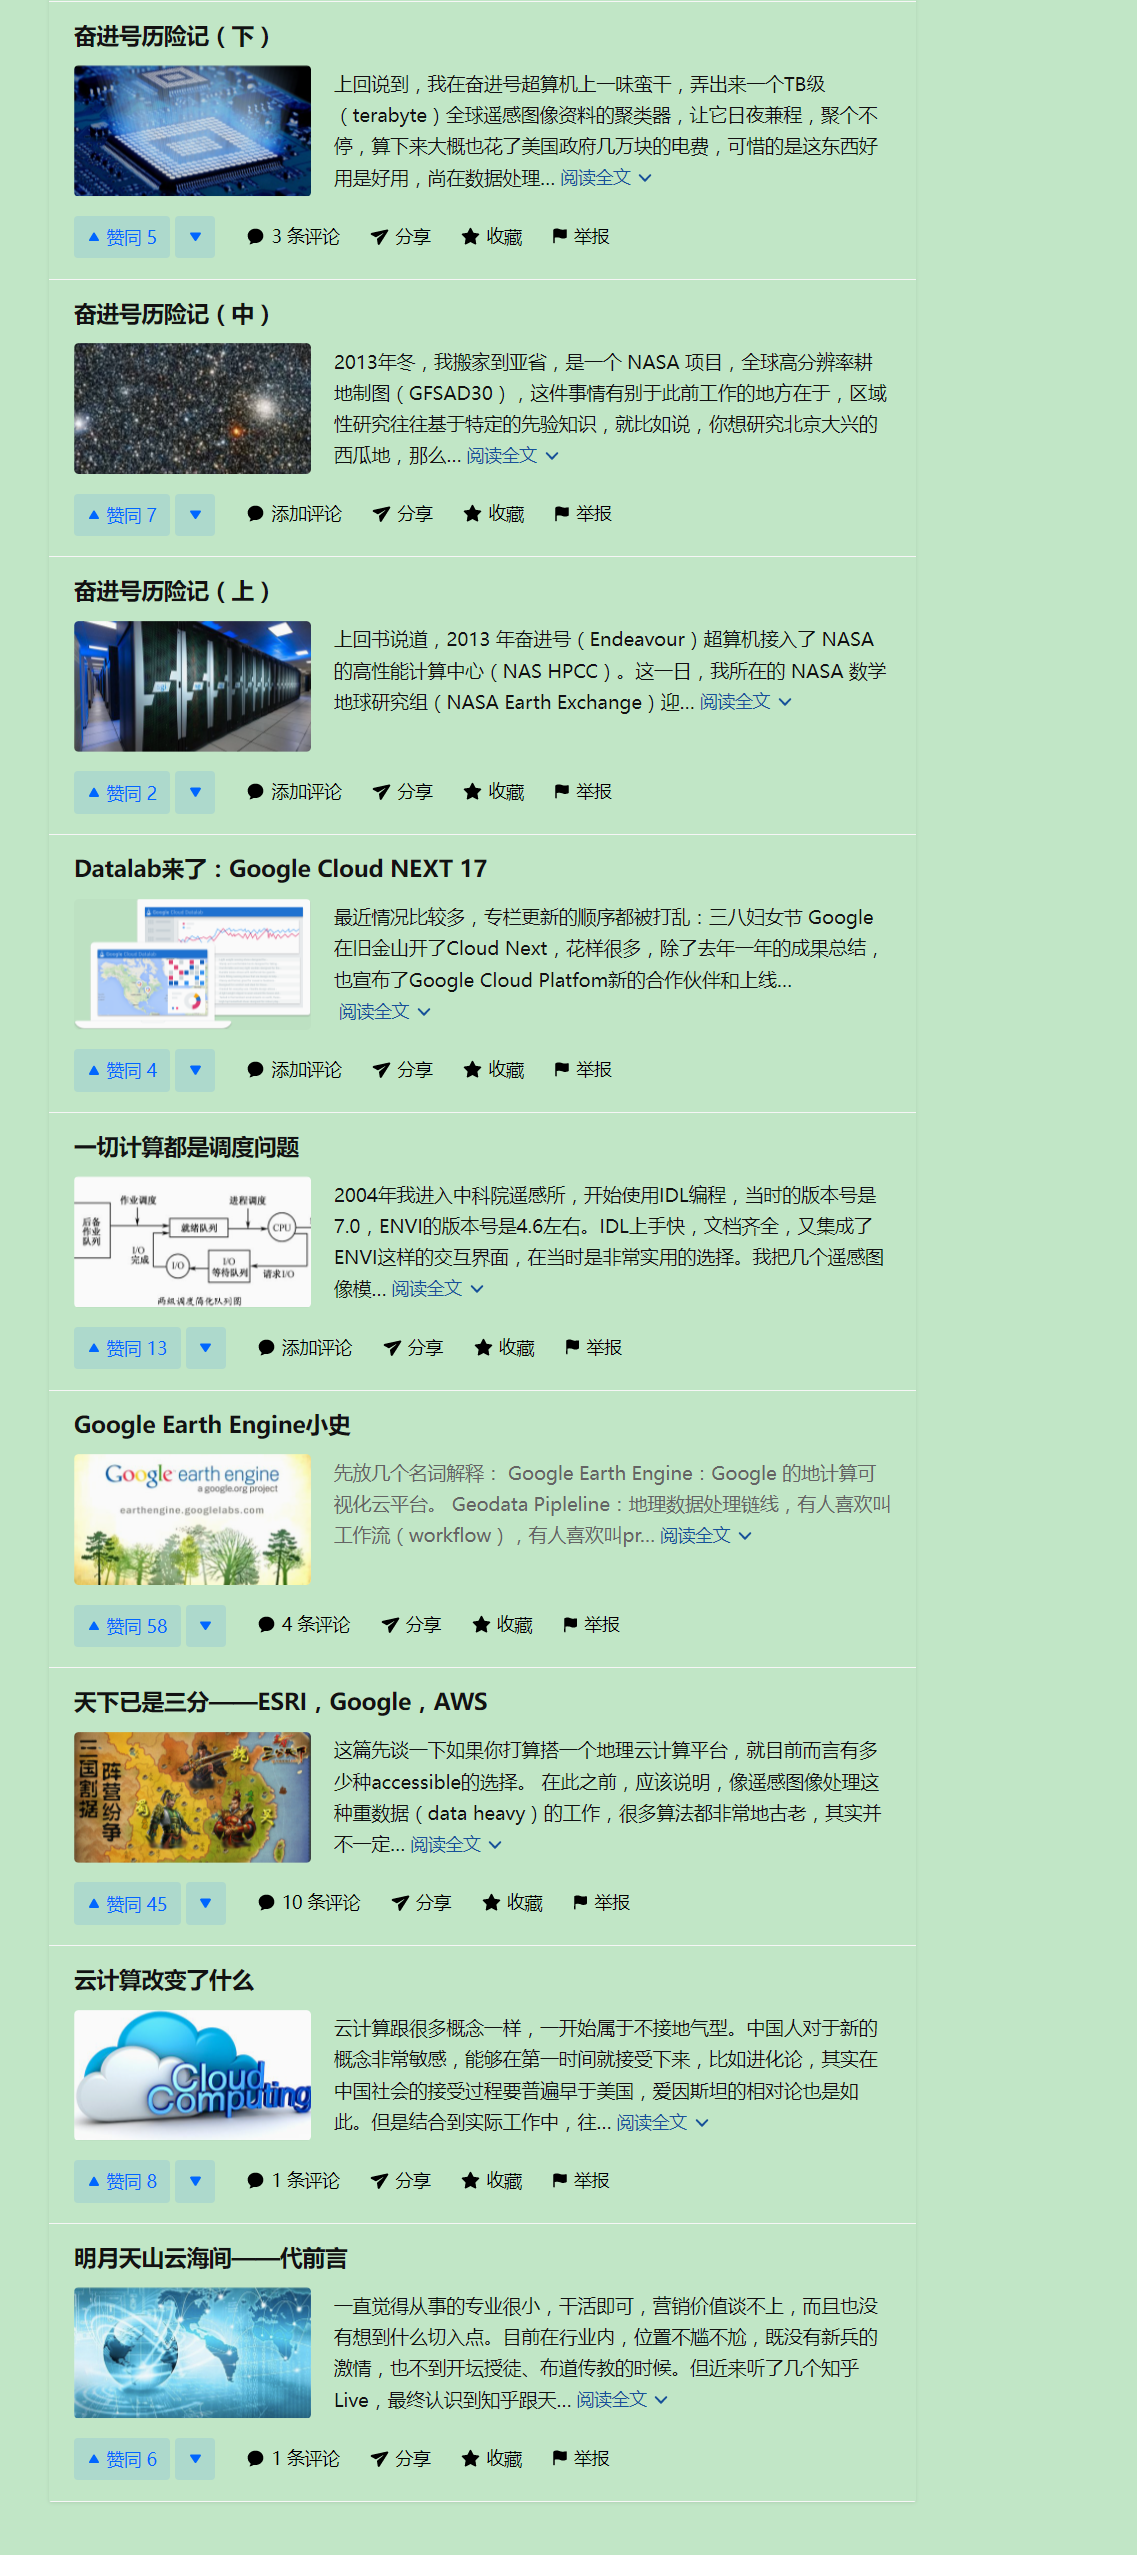 奋进号历险记（下）
上回说到，我在奋进号超算机上一味蛮干，弄出来一个TB级
（terabyte）全球遥感图像资料的聚类器，让它日夜兼程，聚个不
停，算下来大概也花了美国政府几万块的电费，可惜的是这东西好
用是好用，尚在数据处理... 阅读全文
赞同 5 3 条评论 分享 收藏 举报
奋进号历险记（中）
2013年冬，我搬家到亚省，是一个 NASA 项目，全球高分辨率耕
地制图（GFSAD30），这件事情有别于此前工作的地方在于，区域
性研究往往基于特定的先验知识，就比如说，你想研究北京大兴的
西瓜地，那么... 阅读全文
赞同 7 添加评论 分享 收藏 举报
奋进号历险记（上）
上回书说道，2013 年奋进号（Endeavour）超算机接入了 NASA
的高性能计算中心（NAS HPCC）。这一日，我所在的 NASA 数学
地球研究组（NASA Earth Exchange）迎... 阅读全文
赞同 2 添加评论 分享 收藏 举报
Datalab来了：Google Cloud NEXT 17
Google Cloud Datalab
Google Cloud Datalab
最近情况比较多，专栏更新的顺序都被打乱：三八妇女节 Google
在旧金山开了Cloud Next，花样很多，除了去年一年的成果总结，
也宣布了Google Cloud Platfom新的合作伙伴和上线...
阅读全文
赞同 4 添加评论 分享 收藏 举报
一切计算都是调度问题
作业调度 进程调度
后备
作业
队列
就绪队列
CPU
I/O
完成
I/O
I/O
等待队列
请求I/O
两级调度简化队列图
2004年我进入中科院遥感所，开始使用IDL编程，当时的版本号是
7.0，ENVI的版本号是4.6左右。IDL上手快，文档齐全，又集成了
ENVI这样的交互界面，在当时是非常实用的选择。我把几个遥感图
像模... 阅读全文
赞同 13 添加评论 分享 收藏 举报
Google Earth Engine小史
Google earth engine
a google.org project
earthengine.googlelabs.com
先放几个名词解释： Google Earth Engine：Google 的地计算可
视化云平台。 Geodata Pipleline：地理数据处理链线，有人喜欢叫
工作流（workflow），有人喜欢叫pr... 阅读全文
赞同 58 4 条评论 分享 收藏 举报
天下已是三分——ESRI，Google，AWS
三国割据
阵营纷争
这篇先谈一下如果你打算搭一个地理云计算平台，就目前而言有多
少种accessible的选择。 在此之前，应该说明，像遥感图像处理这
种重数据（data heavy）的工作，很多算法都非常地古老，其实并
不一定... 阅读全文
赞同 45 10 条评论 分享 收藏 举报
云计算改变了什么
Cloud
Computing
云计算跟很多概念一样，一开始属于不接地气型。中国人对于新的
概念非常敏感，能够在第一时间就接受下来，比如进化论，其实在
中国社会的接受过程要普遍早于美国，爱因斯坦的相对论也是如
此。但是结合到实际工作中，往... 阅读全文
赞同 8 1 条评论 分享 收藏 举报
明月天山云海间——代前言
一直觉得从事的专业很小，干活即可，营销价值谈不上，而且也没
有想到什么切入点。目前在行业内，位置不尴不尬，既没有新兵的
激情，也不到开坛授徒、布道传教的时候。但近来听了几个知乎
Live，最终认识到知乎跟天... 阅读全文
赞同 6 1 条评论 分享 收藏 举报